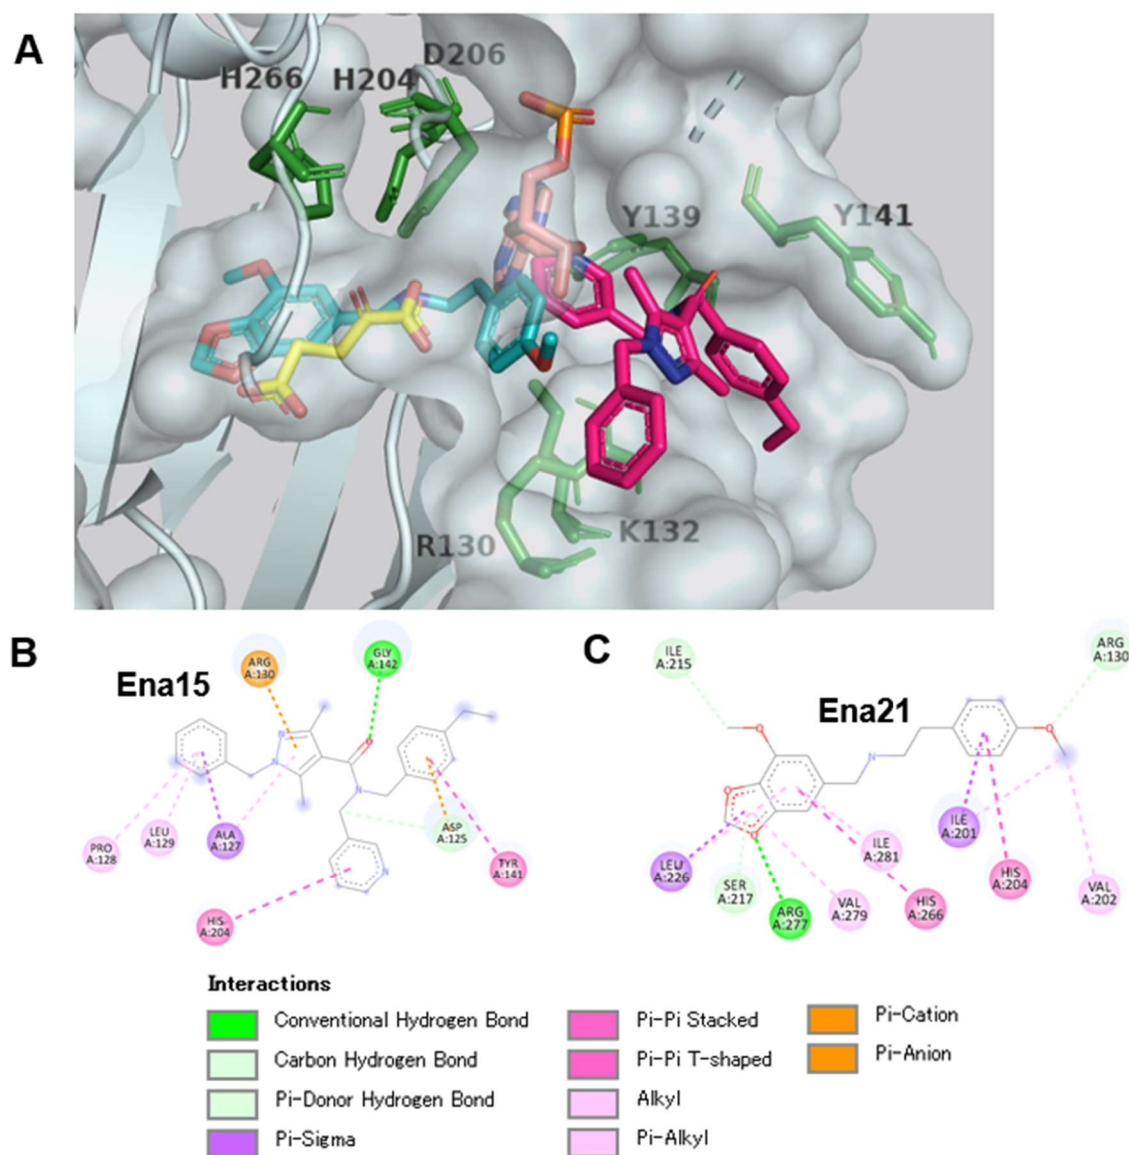 A
H266
H204
D206
Y139
Y141
R130
K132
B
Ena15
ARG
A:130
GLY
A:142
PRO
A:128
LEU
A:129
ALA
A:127
ASP
A:125
TYR
A:141
HIS
A:204
N
N
O
N
N
C
Ena21
ILE
A:215
ARG
A:130
O
O
N
O
O
LEU
A:226
SER
A:217
ARG
A:277
VAL
A:279
ILE
A:281
HIS
A:266
ILE
A:201
HIS
A:204
VAL
A:202
Interactions
Conventional Hydrogen Bond
Carbon Hydrogen Bond
Pi-Donor Hydrogen Bond
Pi-Sigma
Pi-Pi Stacked
Pi-Pi T-shaped
Alkyl
Pi-Alkyl
Pi-Cation
Pi-Anion